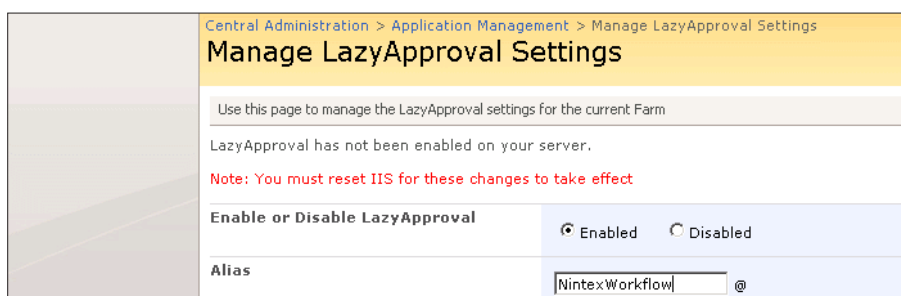 Central Administration > Application Management > Manage LazyApproval Settings
Manage LazyApproval Settings
Use this page to manage the LazyApproval settings for the current Farm
LazyApproval has not been enabled on your server.
Note: You must reset IIS for these changes to take effect
Enable or Disable LazyApproval
Enabled Disabled
Alias
NintexWorkflow @